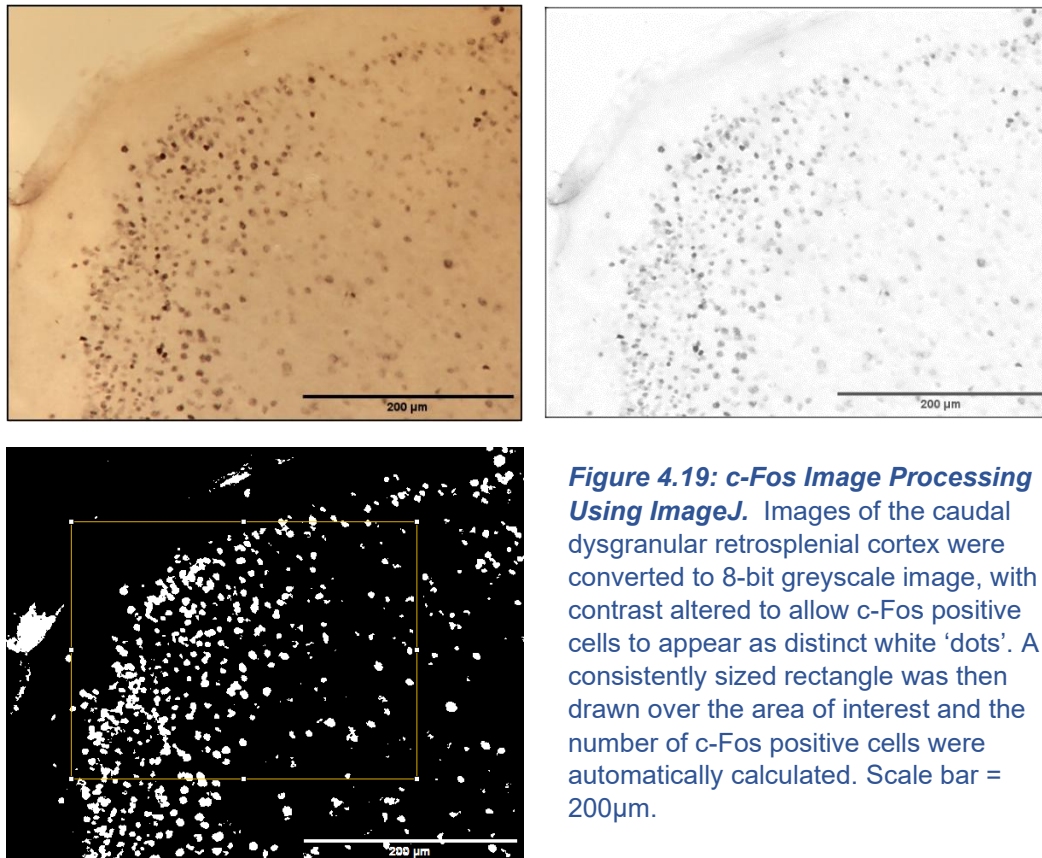 200 µm
200 µm
200 µm
Figure 4.19: c-Fos Image Processing
Using ImageJ. Images of the caudal
dysgranular retrosplenial cortex were
converted to 8-bit greyscale image, with
contrast altered to allow c-Fos positive
cells to appear as distinct white ‘dots’. A
consistently sized rectangle was then
drawn over the area of interest and the
number of c-Fos positive cells were
automatically calculated. Scale bar =
200µm.